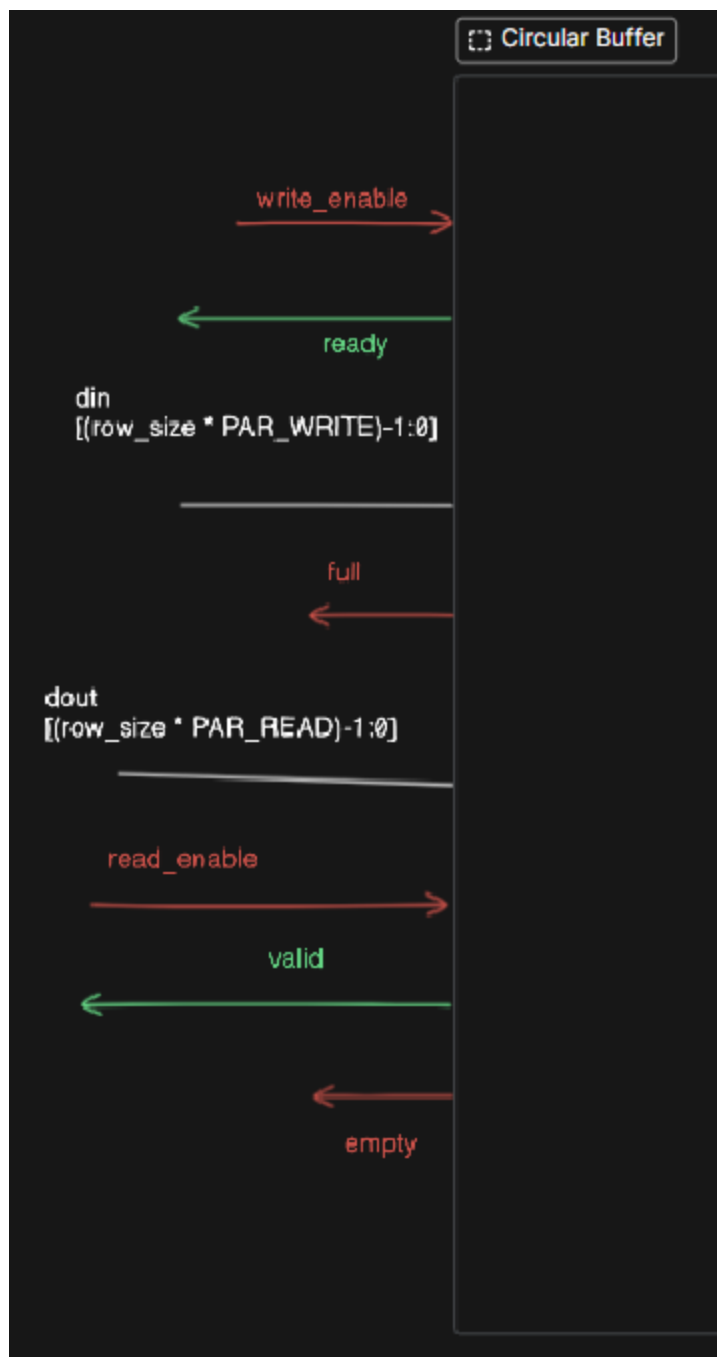 Circular Buffer
write_enable
ready
din
[(row_size * PAR_WRITE)-1:0]
full
dout
[(row_size * PAR_READ)-1:0]
read_enable
valid
empty